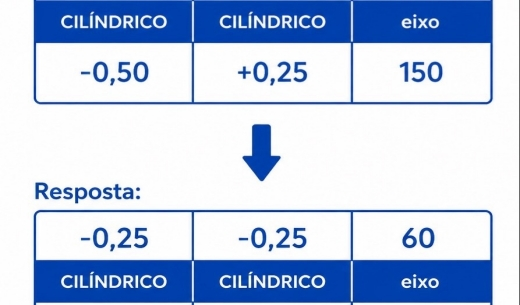 CILÍNDRICO CILÍNDRICO eixo
-0,50 +0,25 150
Resposta:
-0,25 -0,25 60
CILÍNDRICO CILÍNDRICO eixo